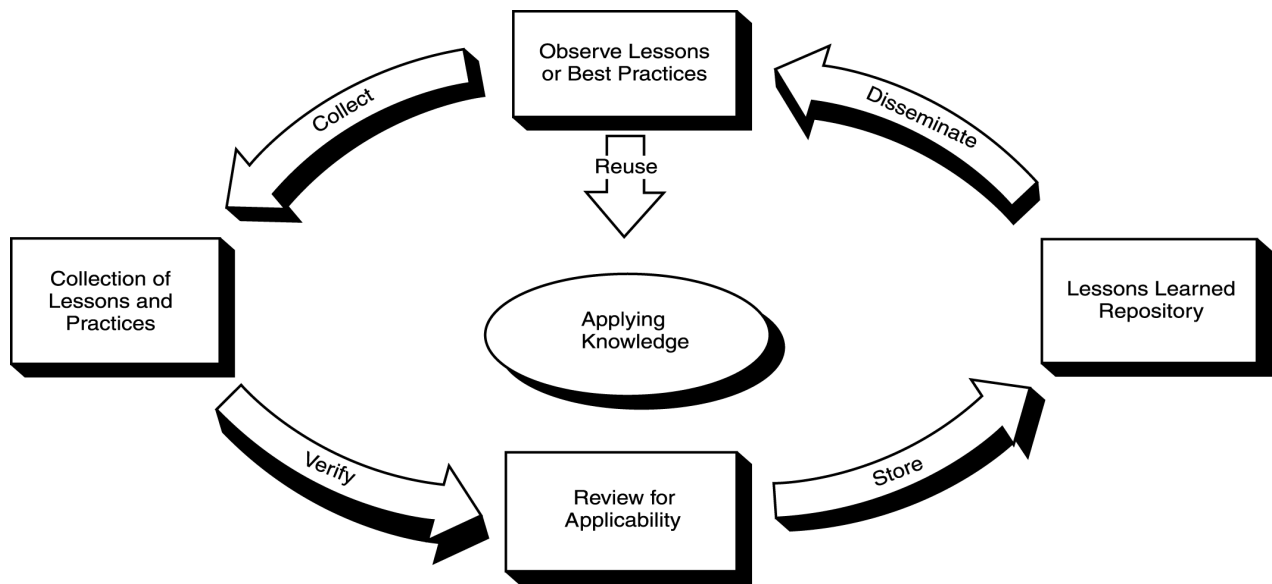 Observe Lessons
or Best Practices
Collect
Disseminate
Reuse
Collection of
Lessons and
Practices
Applying
Knowledge
Lessons Learned
Repository
Verify
Review for
Applicability
Store